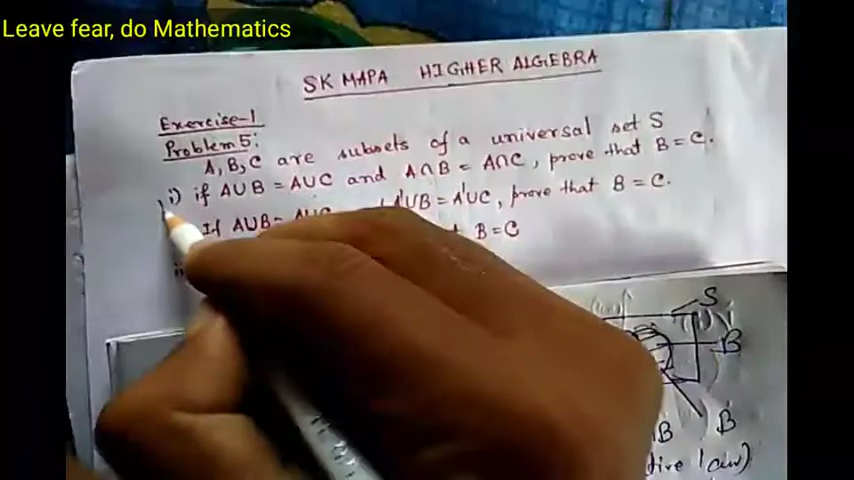 Leave fear, do Mathematics
SK MAPA HIGHER ALGEBRA
Exercise-1
Problem 5:
A, B, C are subsets of a universal set S
i) if A∪B = A∪C and A∩B = A∩C, prove that B = C.
If A∪B = A'∪B = A'∪C, prove that B = C.
B = C
S
B
B
B
law)